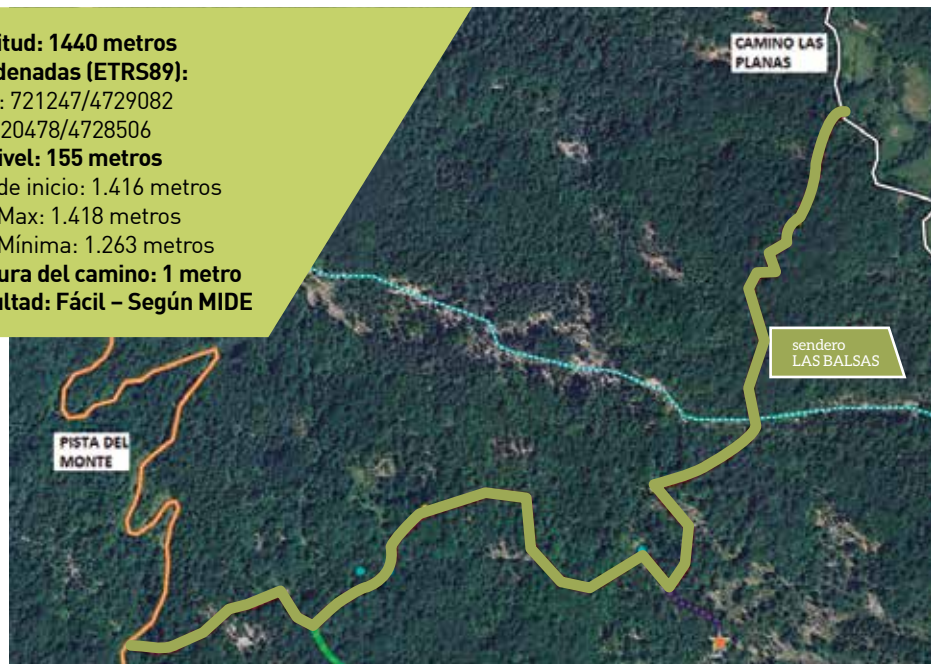 itud: 1440 metros
denadas (ETRS89):
: 721247/4729082
20478/4728506
ivel: 155 metros
de inicio: 1.416 metros
Max: 1.418 metros
Mínima: 1.263 metros
ura del camino: 1 metro
ultad: Fácil – Según MIDE
CAMINO LAS
PLANAS
sendero
LAS BALSAS
PISTA DEL
MONTE